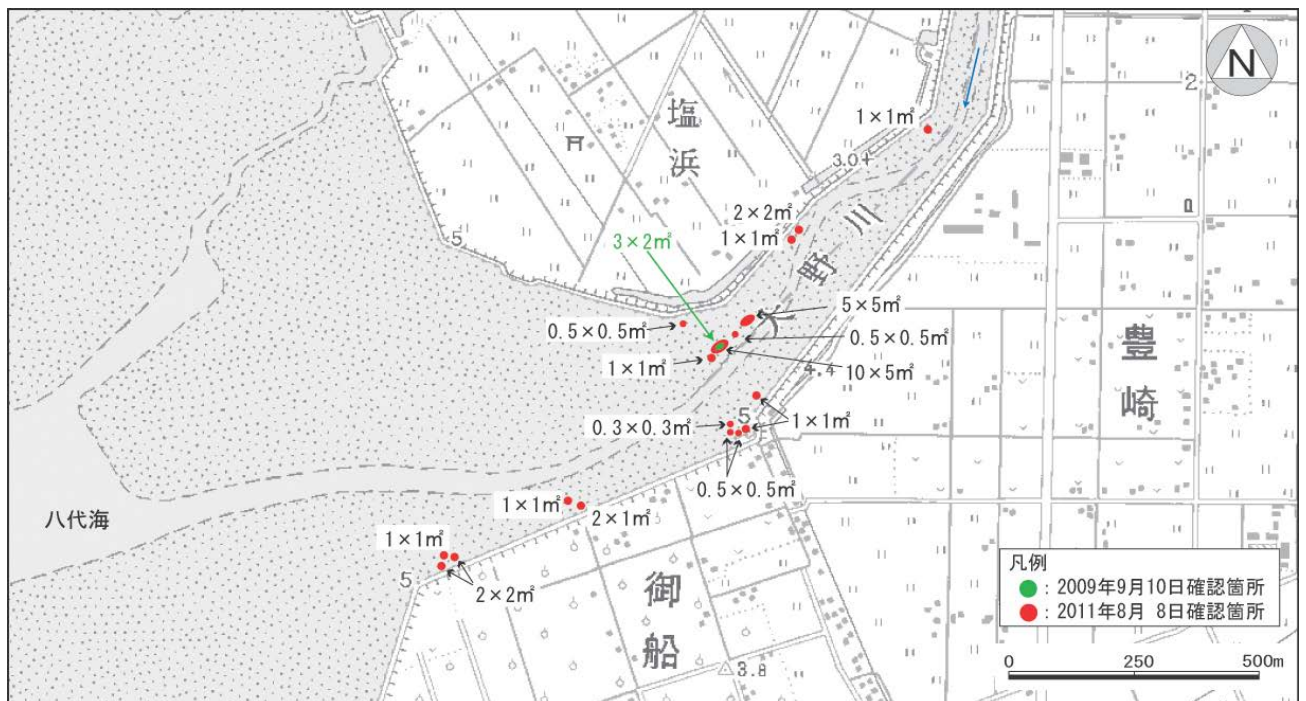 N
2
塩浜
1×1㎡
3.0+
2×2㎡
1×1㎡
5
3×2㎡
大野川
5×5㎡
0.5×0.5㎡
0.5×0.5㎡
1×1㎡
10×5㎡
4.4
豊崎
0.3×0.3㎡
5
1×1㎡
0.5×0.5㎡
八代海
1×1㎡
2×1㎡
1×1㎡
5
2×2㎡
御船
3.8
凡例
：2009年9月10日確認箇所
：2011年8月 8日確認箇所
0 250 500m